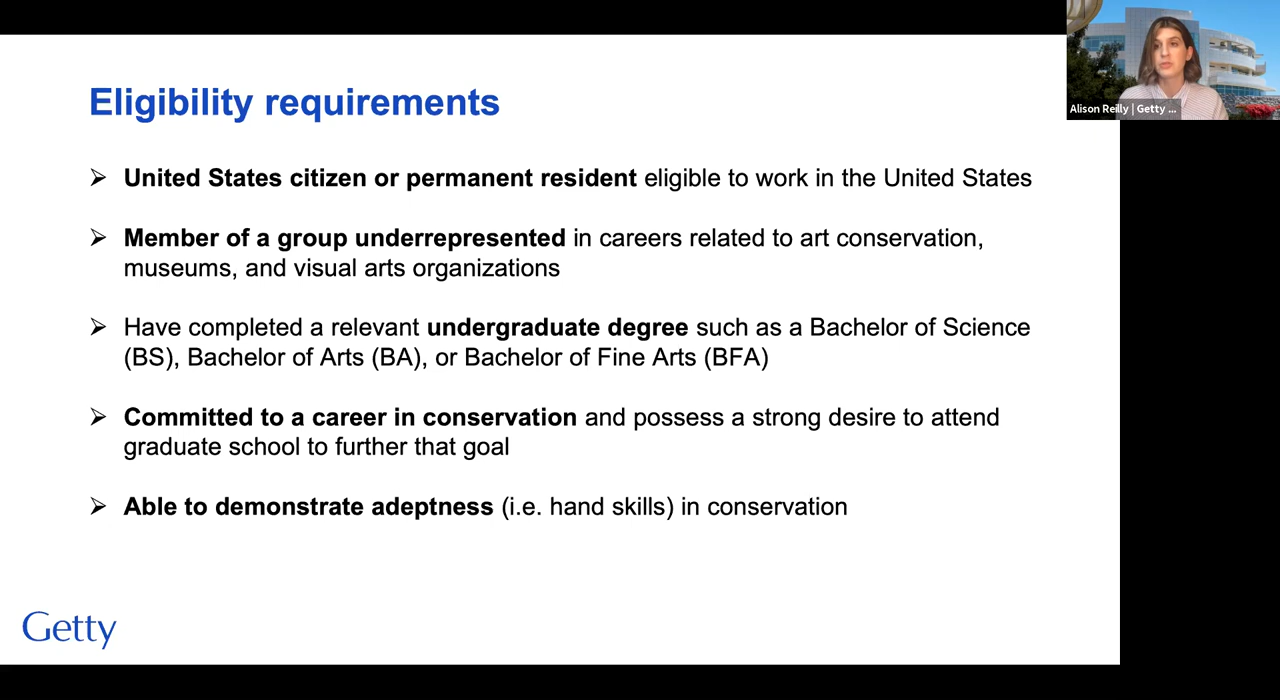 Eligibility requirements
➢ United States citizen or permanent resident eligible to work in the United States
➢ Member of a group underrepresented in careers related to art conservation,
museums, and visual arts organizations
➢ Have completed a relevant undergraduate degree such as a Bachelor of Science
(BS), Bachelor of Arts (BA), or Bachelor of Fine Arts (BFA)
➢ Committed to a career in conservation and possess a strong desire to attend
graduate school to further that goal
➢ Able to demonstrate adeptness (i.e. hand skills) in conservation
Getty
Alison Reilly | Getty ...